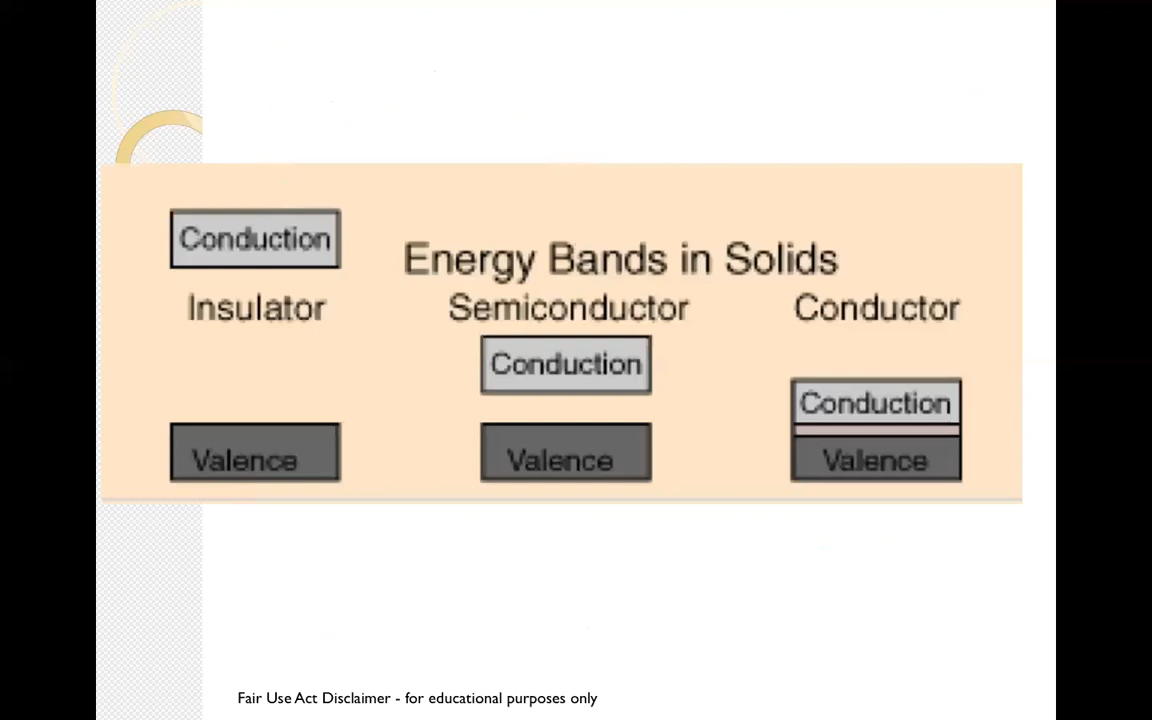 Conduction
Energy Bands in Solids
Insulator Semiconductor Conductor
Conduction
Conduction
Valence Valence Valence
Fair Use Act Disclaimer - for educational purposes only